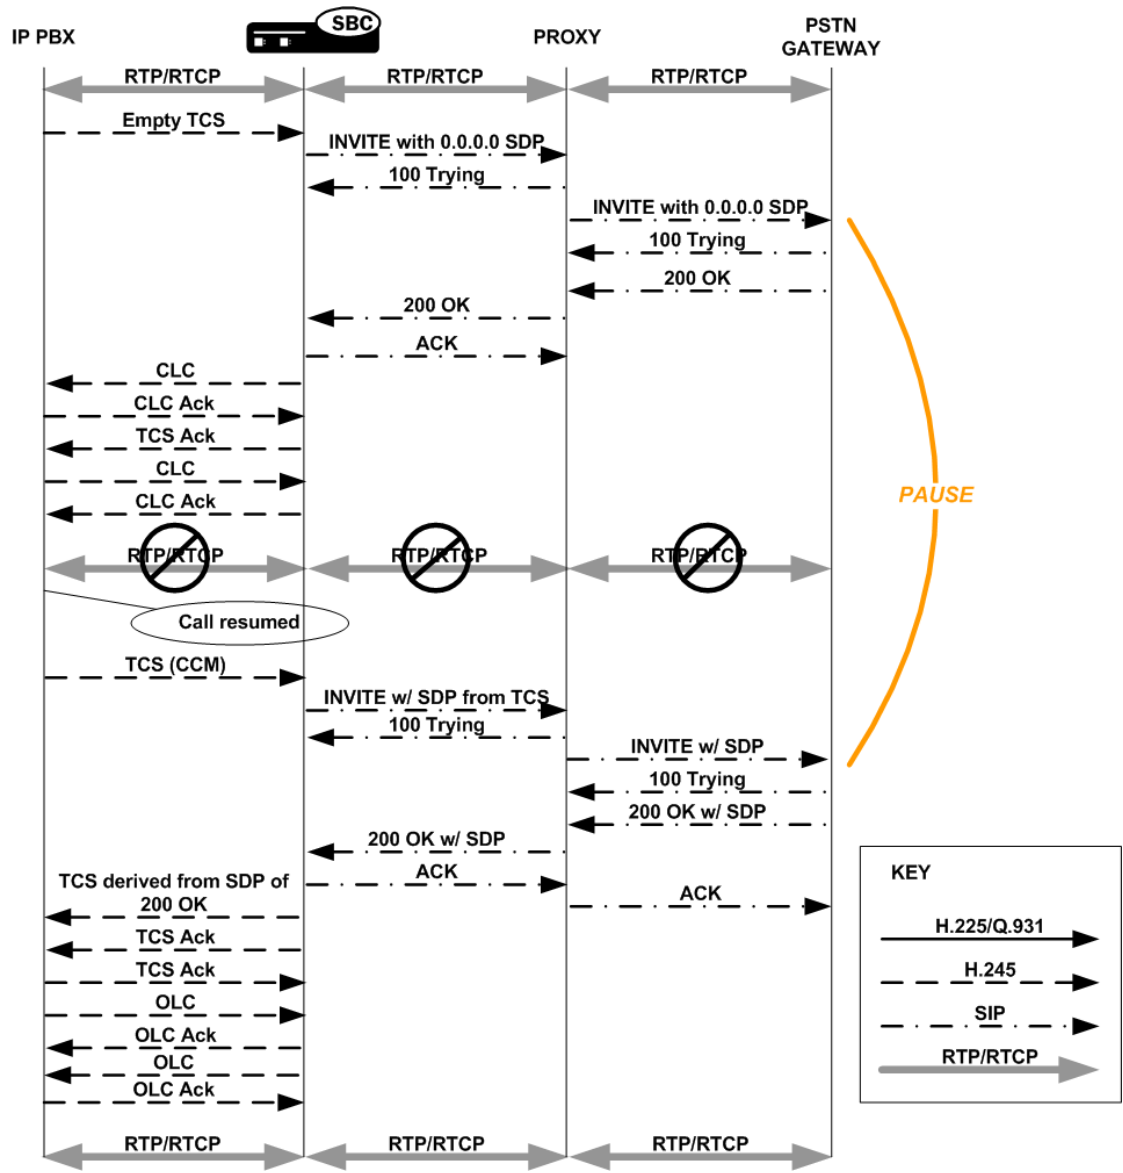 IP PBX
SBC
PROXY
PSTN
GATEWAY
RTP/RTCP
RTP/RTCP
RTP/RTCP
Empty TCS
INVITE with 0.0.0.0 SDP
100 Trying
INVITE with 0.0.0.0 SDP
100 Trying
200 OK
200 OK
ACK
CLC
CLC Ack
TCS Ack
CLC
CLC Ack
PAUSE
RTP/RTCP
RTP/RTCP
RTP/RTCP
Call resumed
TCS (CCM)
INVITE w/ SDP from TCS
100 Trying
INVITE w/ SDP
100 Trying
200 OK w/ SDP
200 OK w/ SDP
ACK
TCS derived from SDP of
200 OK
ACK
TCS Ack
TCS Ack
OLC
OLC Ack
OLC
OLC Ack
RTP/RTCP
RTP/RTCP
RTP/RTCP
KEY
H.225/Q.931
H.245
SIP
RTP/RTCP